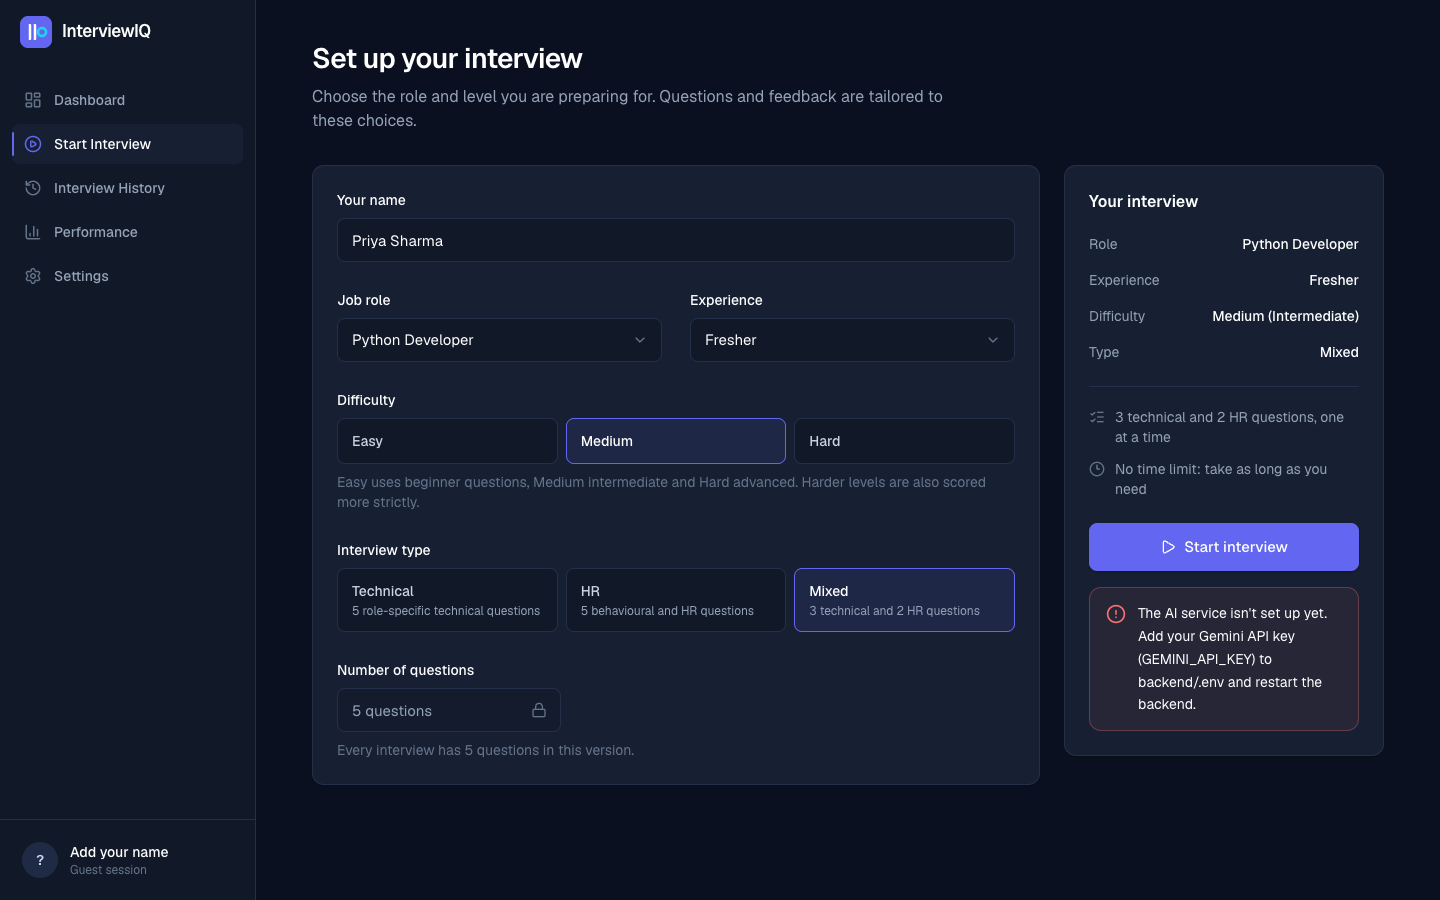 InterviewIQ
Dashboard
Start Interview
Interview History
Performance
Settings
?
Add your name
Guest session
Set up your interview
Choose the role and level you are preparing for. Questions and feedback are tailored to
these choices.
Your name
Priya Sharma
Job role
Experience
Python Developer
Fresher
Difficulty
Easy
Medium
Hard
Easy uses beginner questions, Medium intermediate and Hard advanced. Harder levels are also scored
more strictly.
Interview type
Technical
5 role-specific technical questions
HR
5 behavioural and HR questions
Mixed
3 technical and 2 HR questions
Number of questions
5 questions
Every interview has 5 questions in this version.
Your interview
Role Python Developer
Experience Fresher
Difficulty Medium (Intermediate)
Type Mixed
3 technical and 2 HR questions, one
at a time
No time limit: take as long as you
need
Start interview
The AI service isn't set up yet.
Add your Gemini API key
(GEMINI_API_KEY) to
backend/.env and restart the
backend.